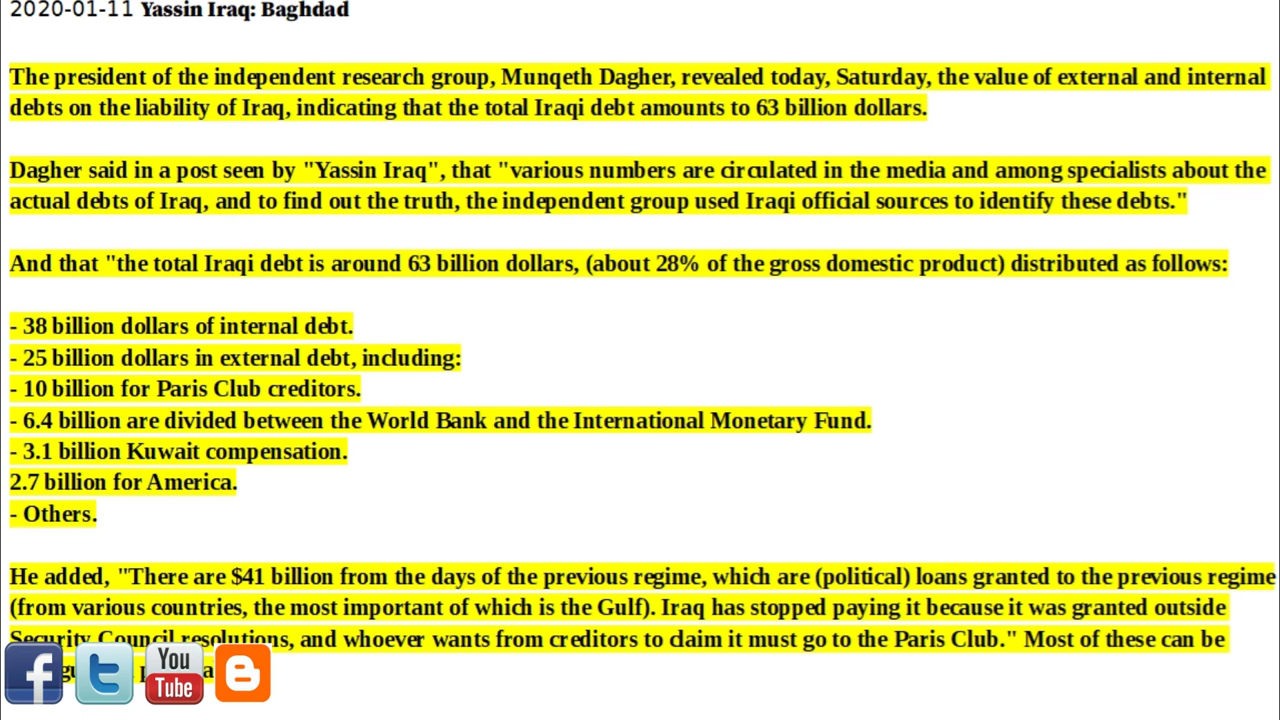 2020-01-11 Yassin Iraq: Baghdad
The president of the independent research group, Munqeth Dagher, revealed today, Saturday, the value of external and internal
debts on the liability of Iraq, indicating that the total Iraqi debt amounts to 63 billion dollars.
Dagher said in a post seen by "Yassin Iraq", that "various numbers are circulated in the media and among specialists about the
actual debts of Iraq, and to find out the truth, the independent group used Iraqi official sources to identify these debts."
And that "the total Iraqi debt is around 63 billion dollars, (about 28% of the gross domestic product) distributed as follows:
- 38 billion dollars of internal debt.
- 25 billion dollars in external debt, including:
- 10 billion for Paris Club creditors.
- 6.4 billion are divided between the World Bank and the International Monetary Fund.
- 3.1 billion Kuwait compensation.
2.7 billion for America.
- Others.
He added, "There are $41 billion from the days of the previous regime, which are (political) loans granted to the previous regime
(from various countries, the most important of which is the Gulf). Iraq has stopped paying it because it was granted outside
Security Council resolutions, and whoever wants from creditors to claim it must go to the Paris Club." Most of these can be
You
Tube